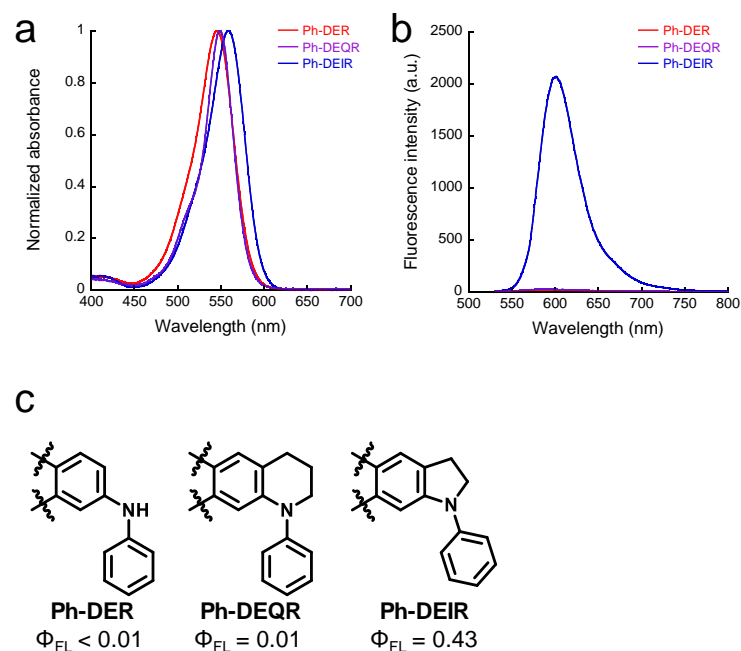 a
Ph-DER
Ph-DEQR
Ph-DEIR
Normalized absorbance
1
0.8
0.6
0.4
0.2
0
400 450 500 550 600 650 700
Wavelength (nm)
b
Ph-DER
Ph-DEQR
Ph-DEIR
Fluorescence intensity (a.u.)
2500
2000
1500
1000
500
0
500 550 600 650 700 750 800
Wavelength (nm)
c
NH
N
N
Ph-DER Ph-DEQR Ph-DEIR
Φ_FL < 0.01 Φ_FL = 0.01 Φ_FL = 0.43